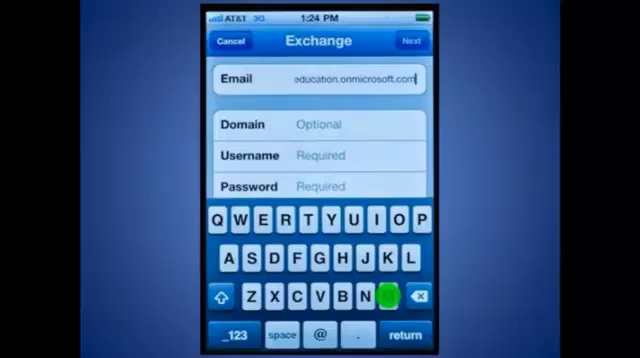 AT&T 3G 1:24 PM
Cancel Exchange Next
Email education.onmicrosoft.com
Domain Optional
Username Required
Password Required
Q W E R T Y U I O P
A S D F G H J K L
Z X C V B N
_123 space @ . return